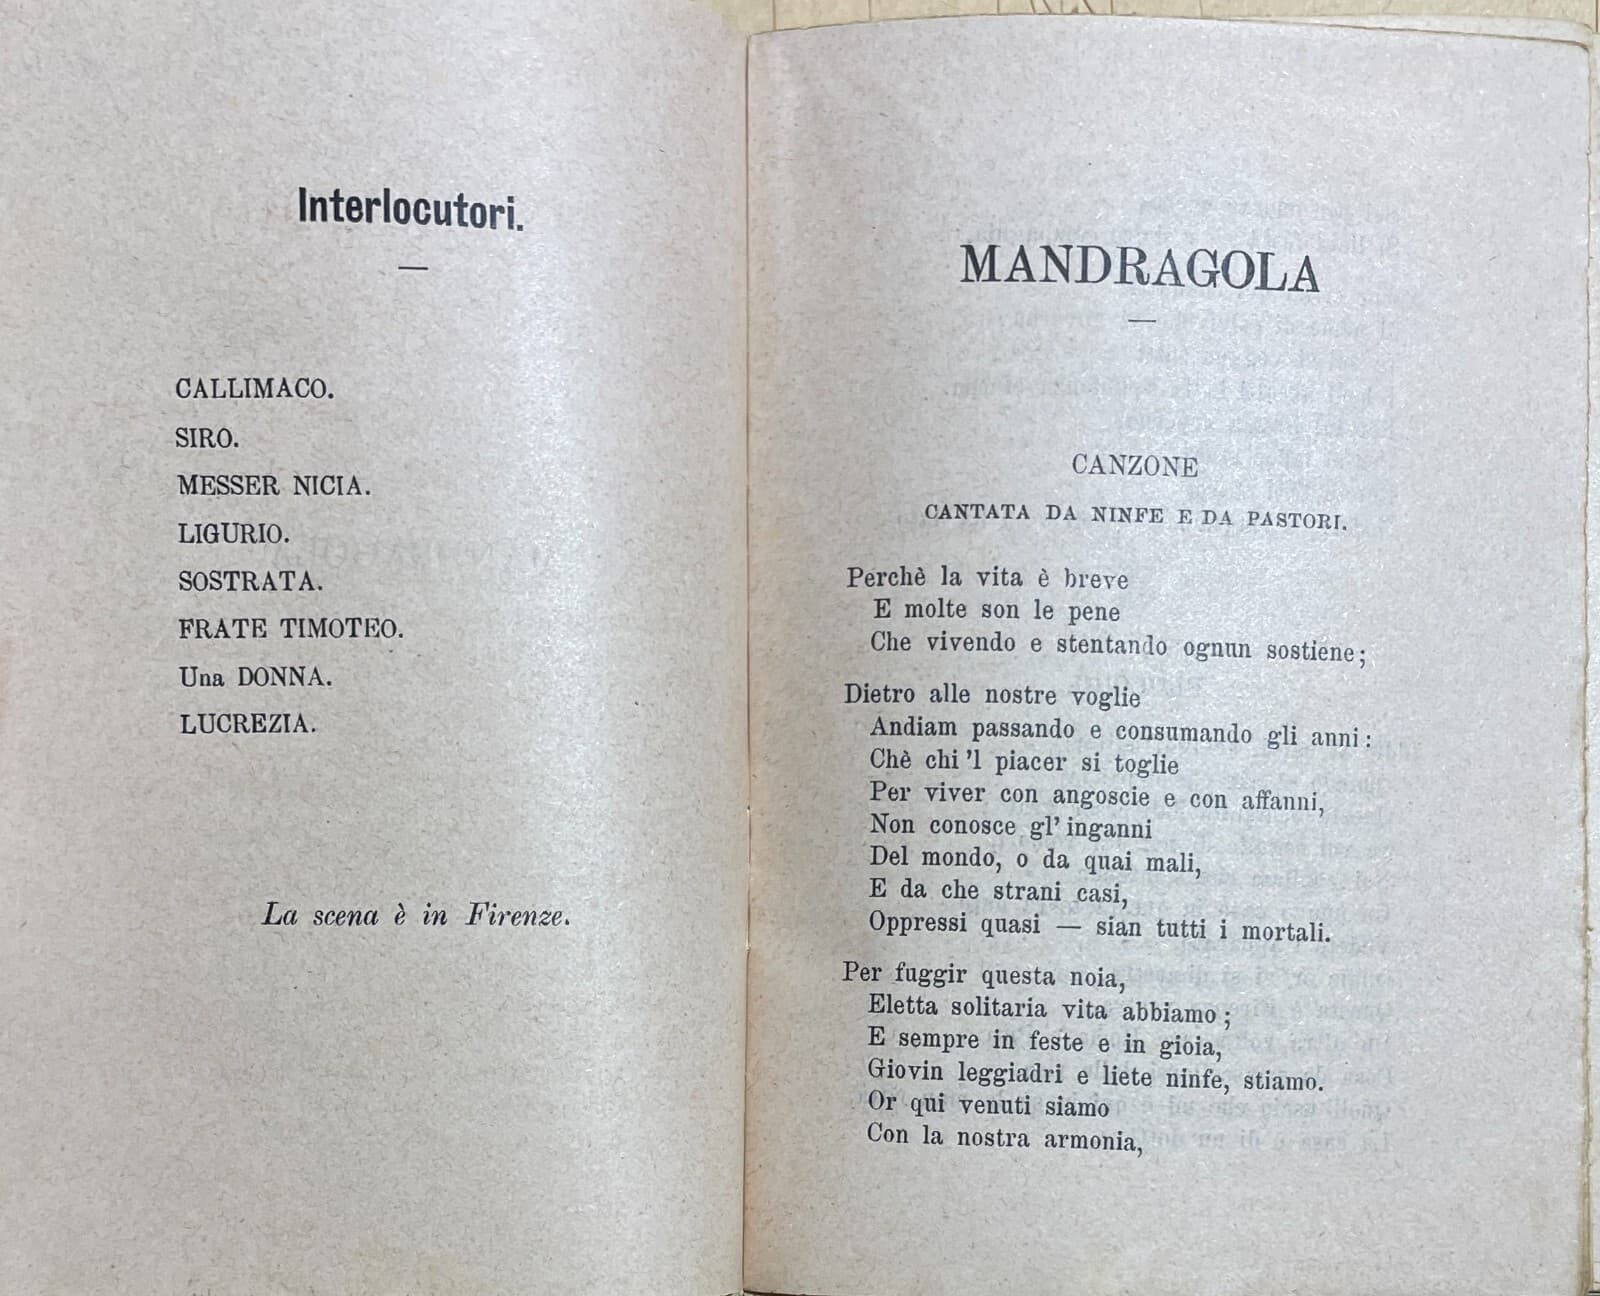 Interlocutori.
—
CALLIMACO.
SIRO.
MESSER NICIA.
LIGURIO.
SOSTRATA.
FRATE TIMOTEO.
Una DONNA.
LUCREZIA.
La scena è in Firenze.
MANDRAGOLA
—
CANZONE
CANTATA DA NINFE E DA PASTORI.
Perchè la vita è breve
E molte son le pene
Che vivendo e stentando ognun sostiene;
Dietro alle nostre voglie
Andiam passando e consumando gli anni:
Chè chi 'l piacer si toglie
Per viver con angoscie e con affanni,
Non conosce gl' inganni
Del mondo, o da quai mali,
E da che strani casi,
Oppressi quasi — sian tutti i mortali.
Per fuggir questa noia,
Eletta solitaria vita abbiamo;
E sempre in feste e in gioia,
Giovin leggiadri e liete ninfe, stiamo.
Or qui venuti siamo
Con la nostra armonia,